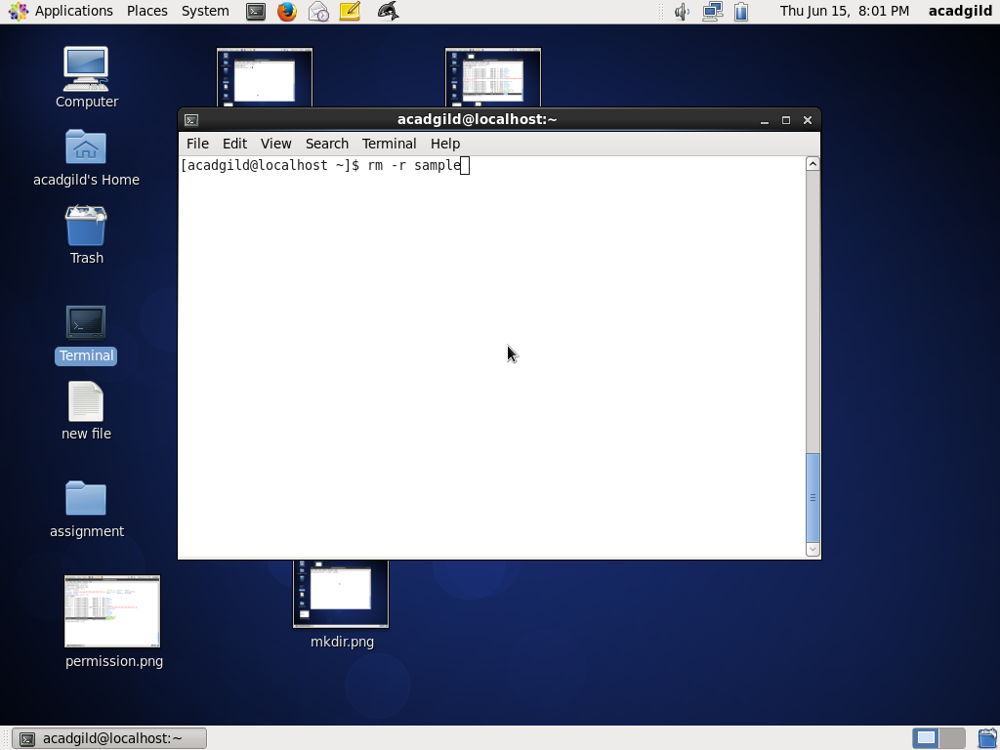 Applications Places System Thu Jun 15, 8:01 PM acadgild
Computer
acadgild's Home
Trash
Terminal
new file
assignment
permission.png
mkdir.png
acadgild@localhost:~
File Edit View Search Terminal Help
[acadgild@localhost ~]$ rm -r sample
acadgild@localhost:~